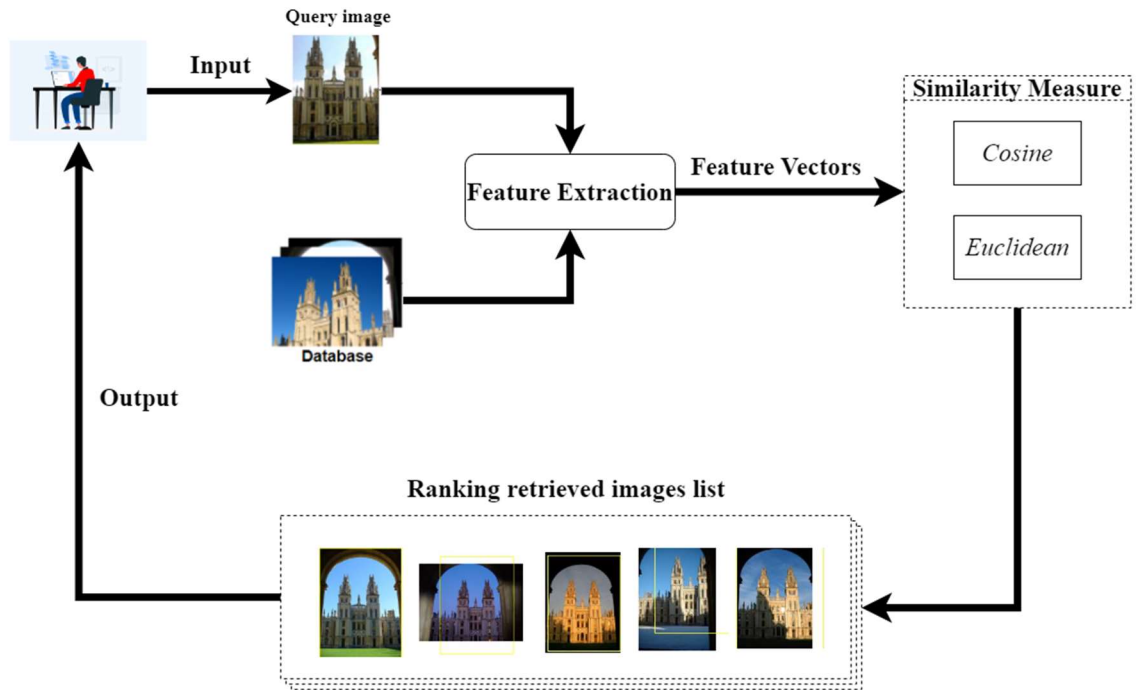 Query image
Input
Similarity Measure
Cosine
Feature Extraction
Feature Vectors
Euclidean
Database
Output
Ranking retrieved images list